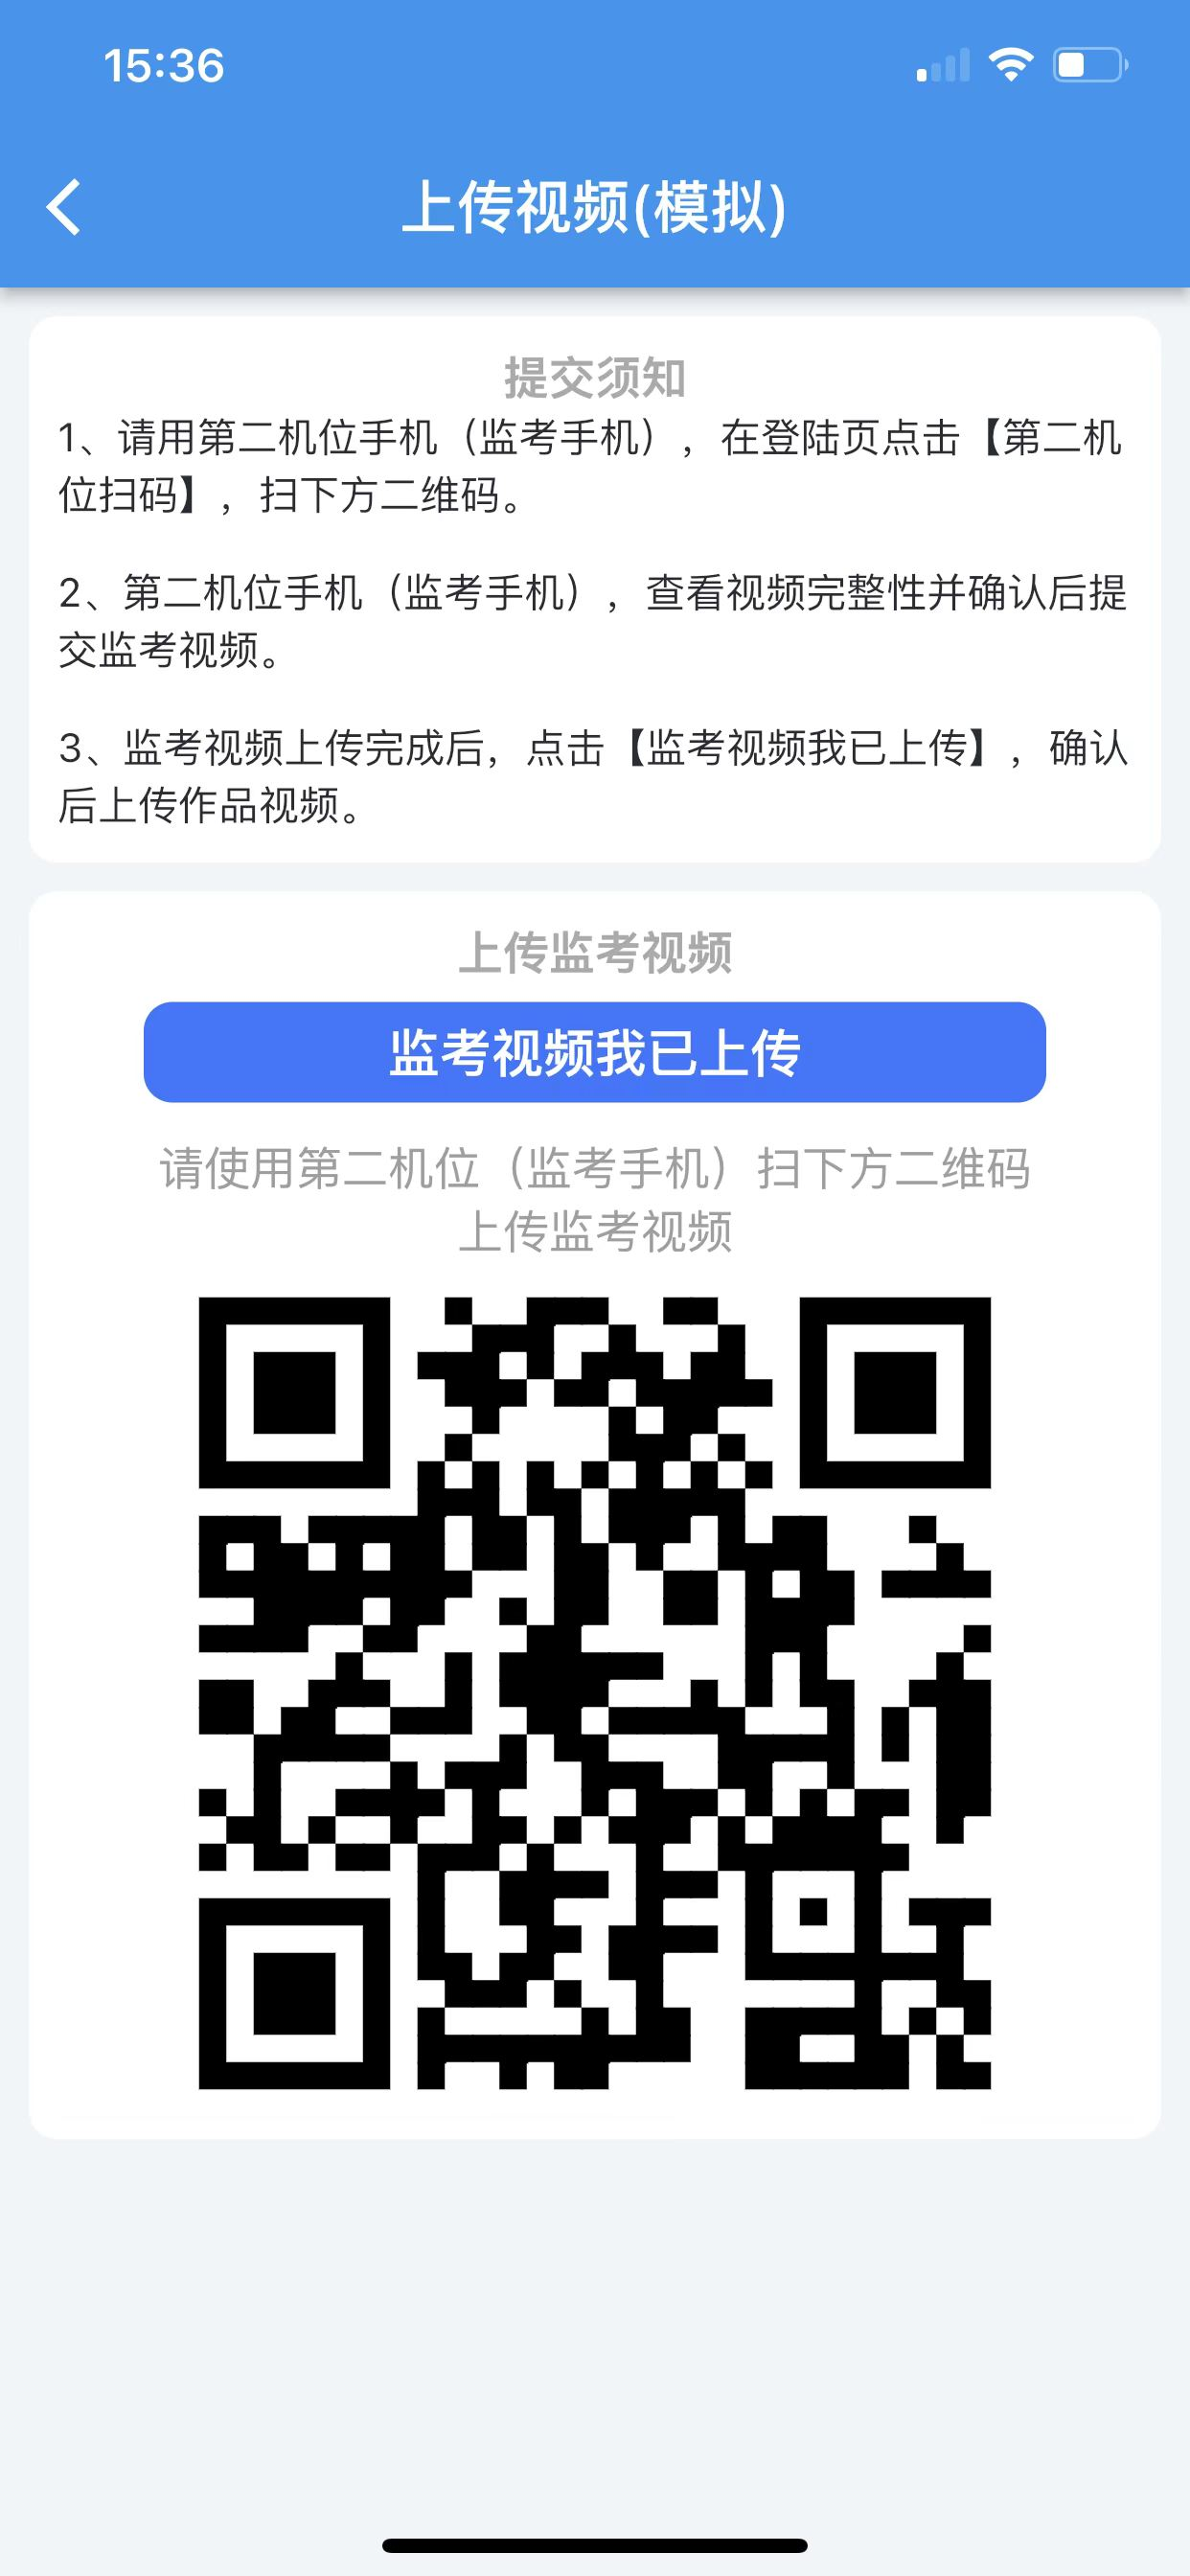 15:36
上传视频(模拟)
提交须知
1、请用第二机位手机（监考手机），在登陆页点击【第二机
位扫码】，扫下方二维码。
2、第二机位手机（监考手机），查看视频完整性并确认后提
交监考视频。
3、监考视频上传完成后，点击【监考视频我已上传】，确认
后上传作品视频。
上传监考视频
监考视频我已上传
请使用第二机位（监考手机）扫下方二维码
上传监考视频